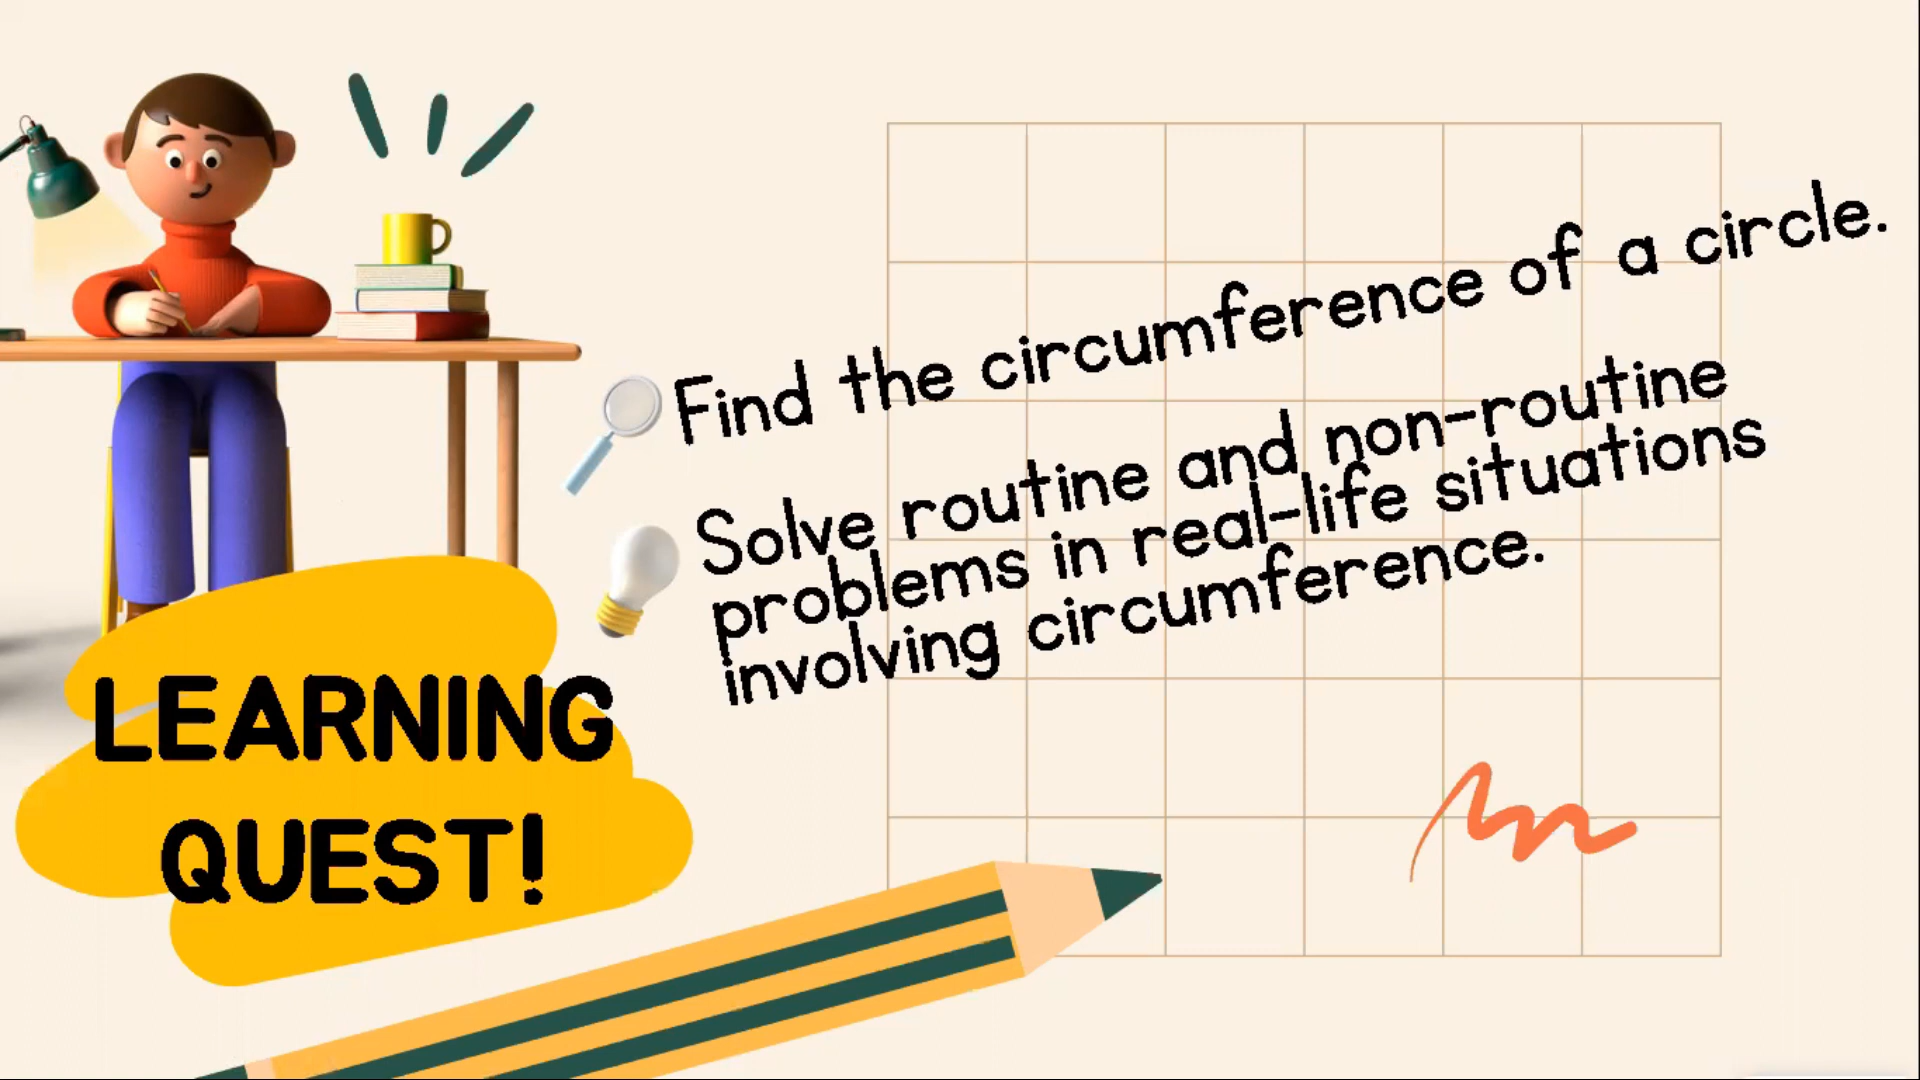 Find the circumference of a circle.
Solve routine and non-routine
problems in real-life situations
involving circumference.
LEARNING
QUEST!